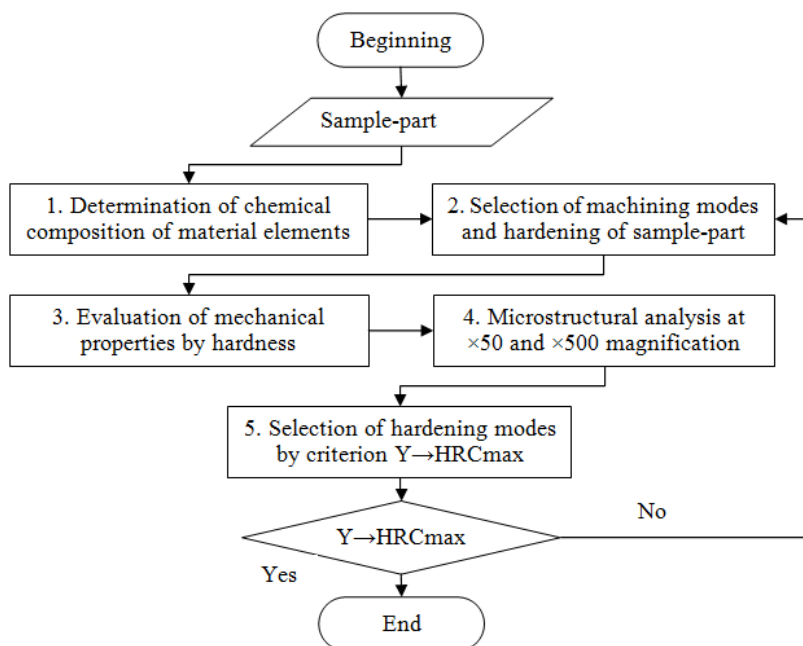 Beginning
Sample-part
1. Determination of chemical
composition of material elements
2. Selection of machining modes
and hardening of sample-part
3. Evaluation of mechanical
properties by hardness
4. Microstructural analysis at
×50 and ×500 magnification
5. Selection of hardening modes
by criterion Y→HRCmax
Y→HRCmax
No
Yes
End